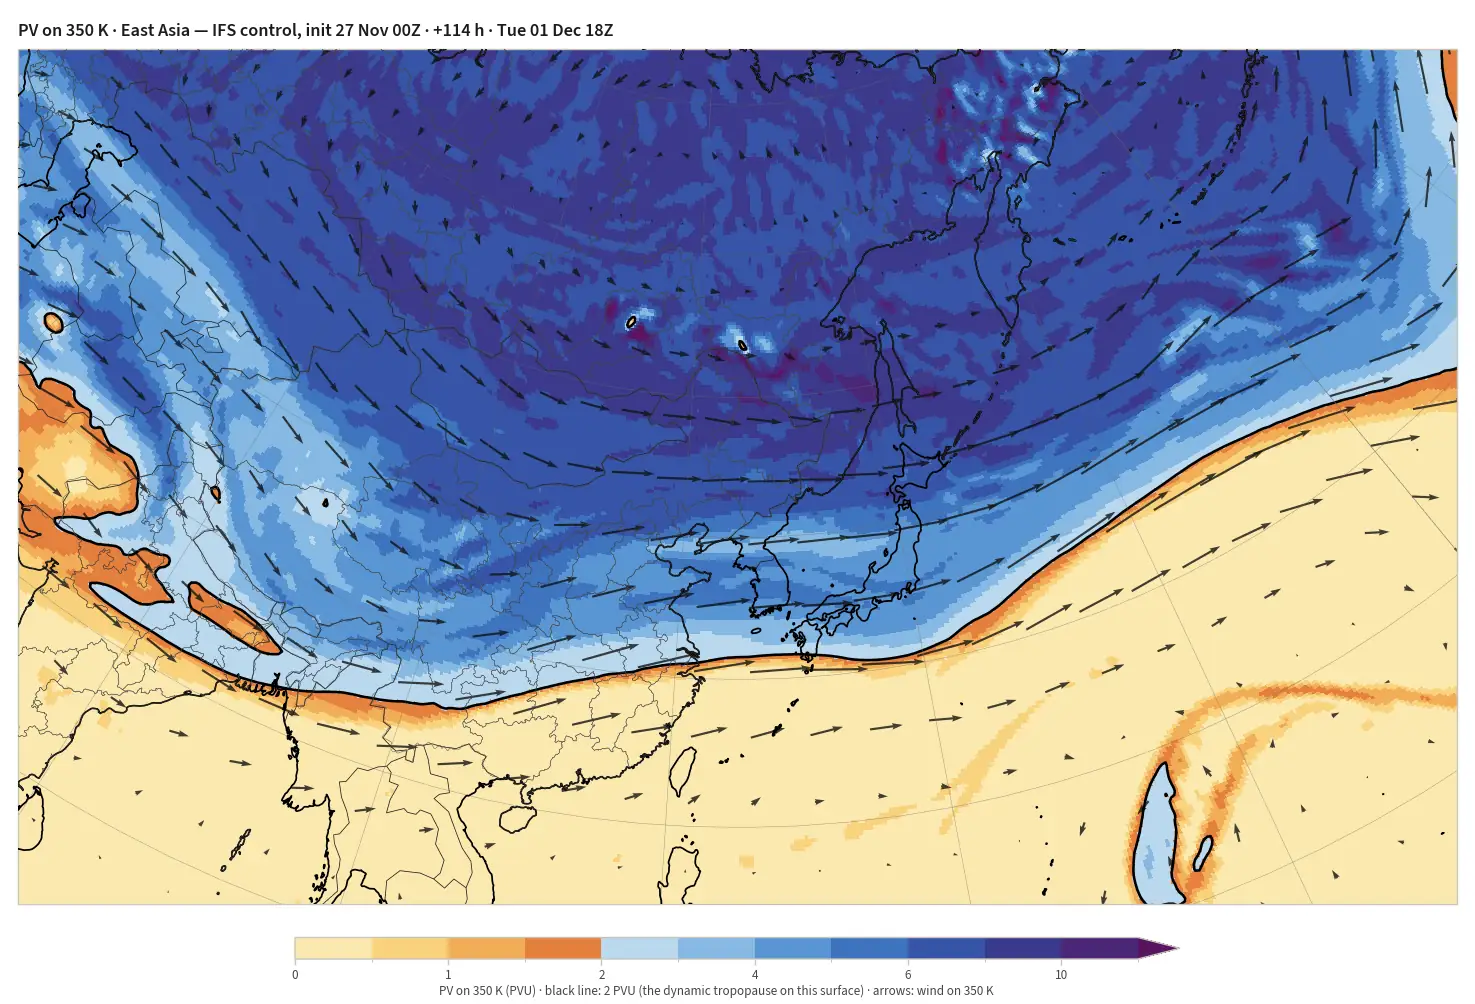 PV on 350 K · East Asia — IFS control, init 27 Nov 00Z · +114 h · Tue 01 Dec 18Z
0 1 2 4 6 10
PV on 350 K (PVU) · black line: 2 PVU (the dynamic tropopause on this surface) · arrows: wind on 350 K